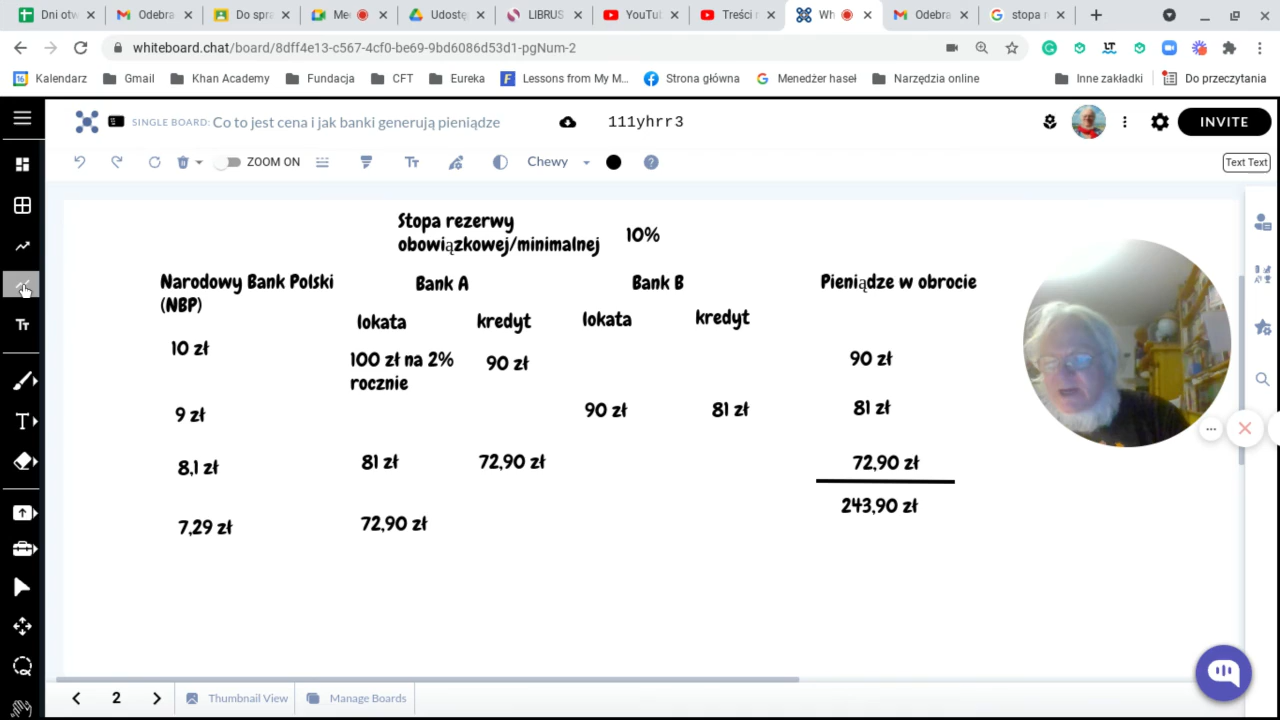 Dni otw
Odebra
Do spra
Mee
Udostę
LIBRUS
YouTu
Treści r
Wh
Odebra
stopa r
whiteboard.chat/board/8dff4e13-c567-4cf0-be69-9bd6086d53d1-pgNum-2
Kalendarz
Gmail
Khan Academy
Fundacja
CFT
Eureka
Lessons from My M...
Strona główna
Menedżer haseł
Narzędzia online
Inne zakładki
Do przeczytania
SINGLE BOARD: Co to jest cena i jak banki generują pieniądze
111yhrr3
INVITE
ZOOM ON
Chewy
Text Text
Stopa rezerwy
obowiązkowej/minimalnej
10%
Narodowy Bank Polski
(NBP)
Bank A
Bank B
Pieniądze w obrocie
lokata
kredyt
lokata
kredyt
10 zł
100 zł na 2%
rocznie
90 zł
90 zł
9 zł
90 zł
81 zł
81 zł
8,1 zł
81 zł
72,90 zł
72,90 zł
243,90 zł
7,29 zł
72,90 zł
2
Thumbnail View
Manage Boards